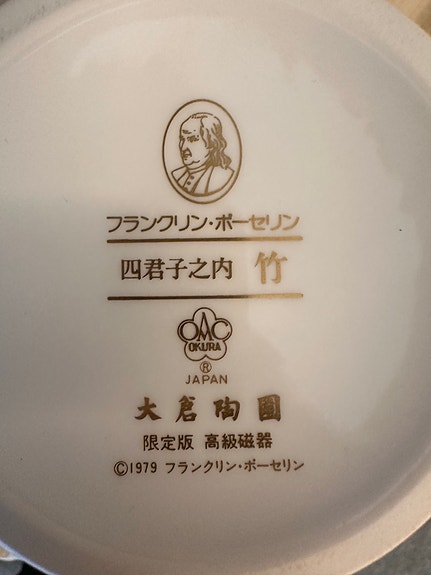 フランクリン・ポーセリン
四君子之内 竹
OAC
OKURA
®
JAPAN
大倉陶園
限定版 高級磁器
©1979 フランクリン・ポーセリン